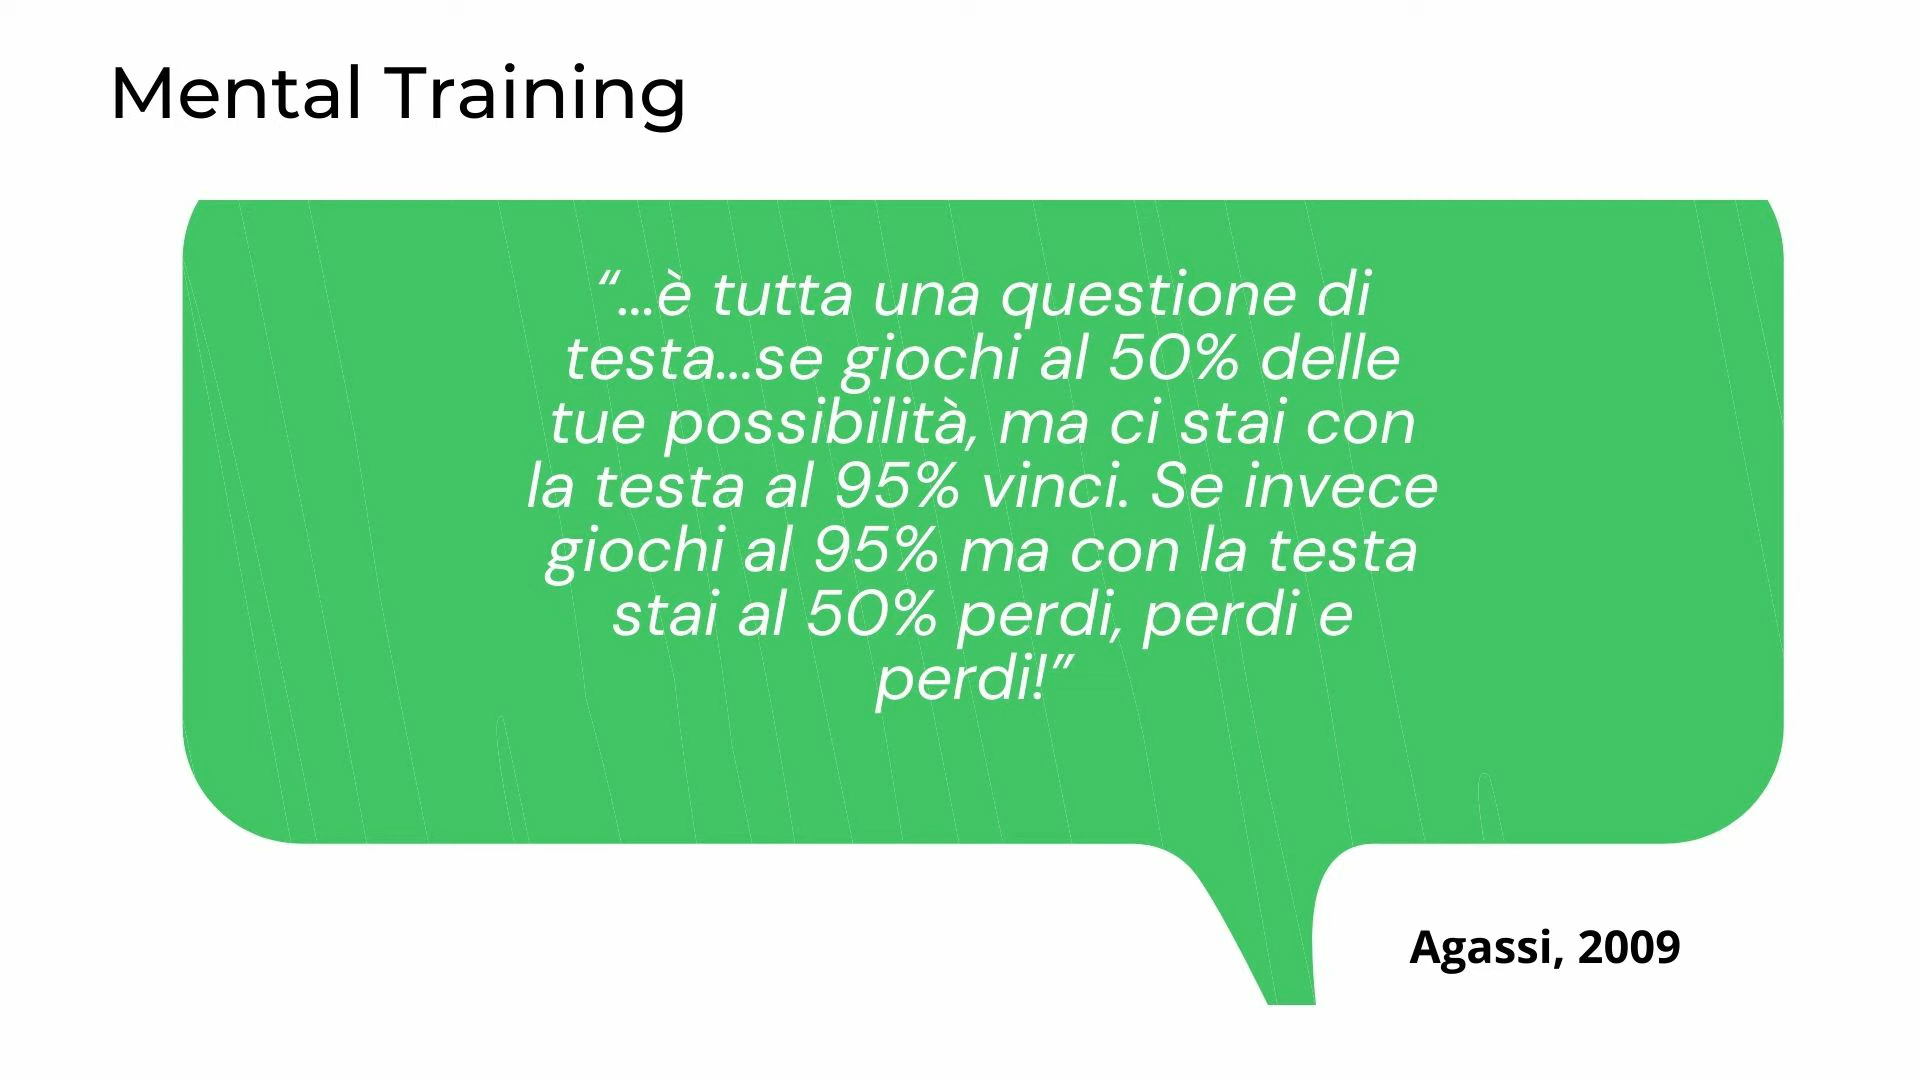 Mental Training
“...è tutta una questione di
testa...se giochi al 50% delle
tue possibilità, ma ci stai con
la testa al 95% vinci. Se invece
giochi al 95% ma con la testa
stai al 50% perdi, perdi e
perdi!”
Agassi, 2009